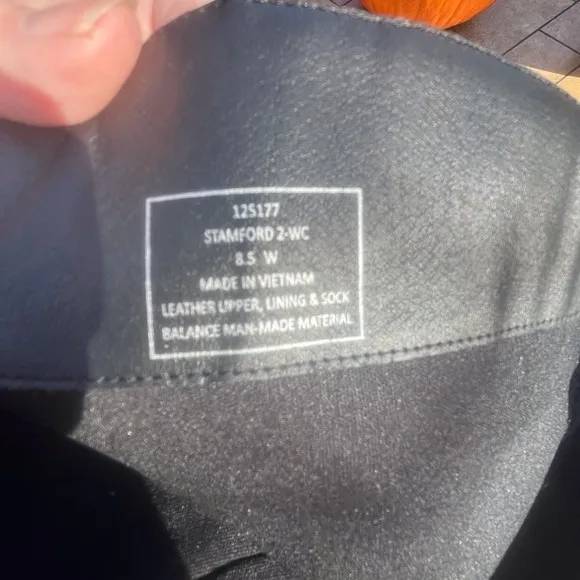 125177
STAMFORD 2-WC
8.5 W
MADE IN VIETNAM
LEATHER UPPER, LINING & SOCK
BALANCE MAN-MADE MATERIAL